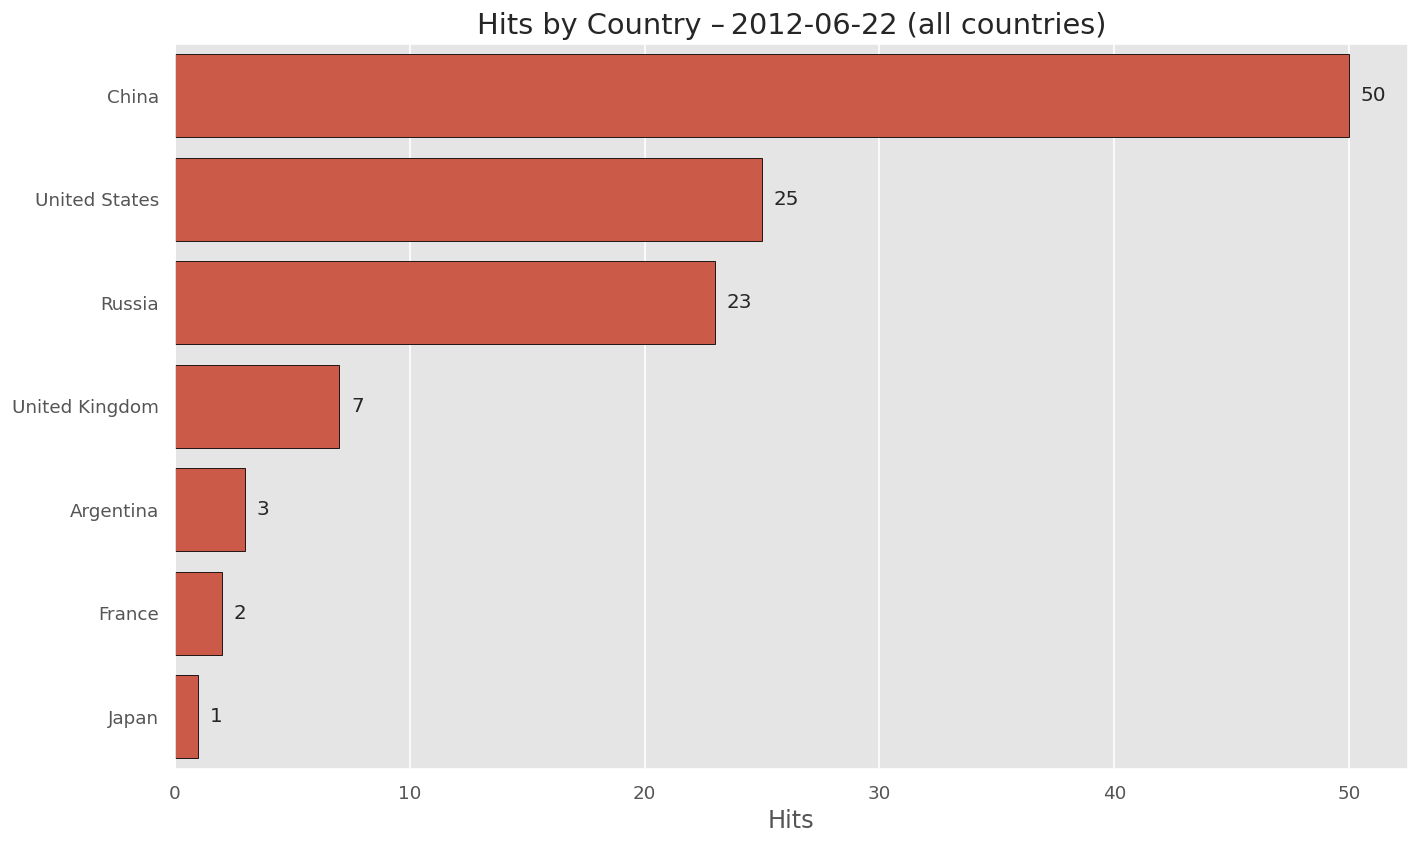 Hits by Country – 2012-06-22 (all countries)
China 50
United States 25
Russia 23
United Kingdom 7
Argentina 3
France 2
Japan 1
0 10 20 30 40 50
Hits